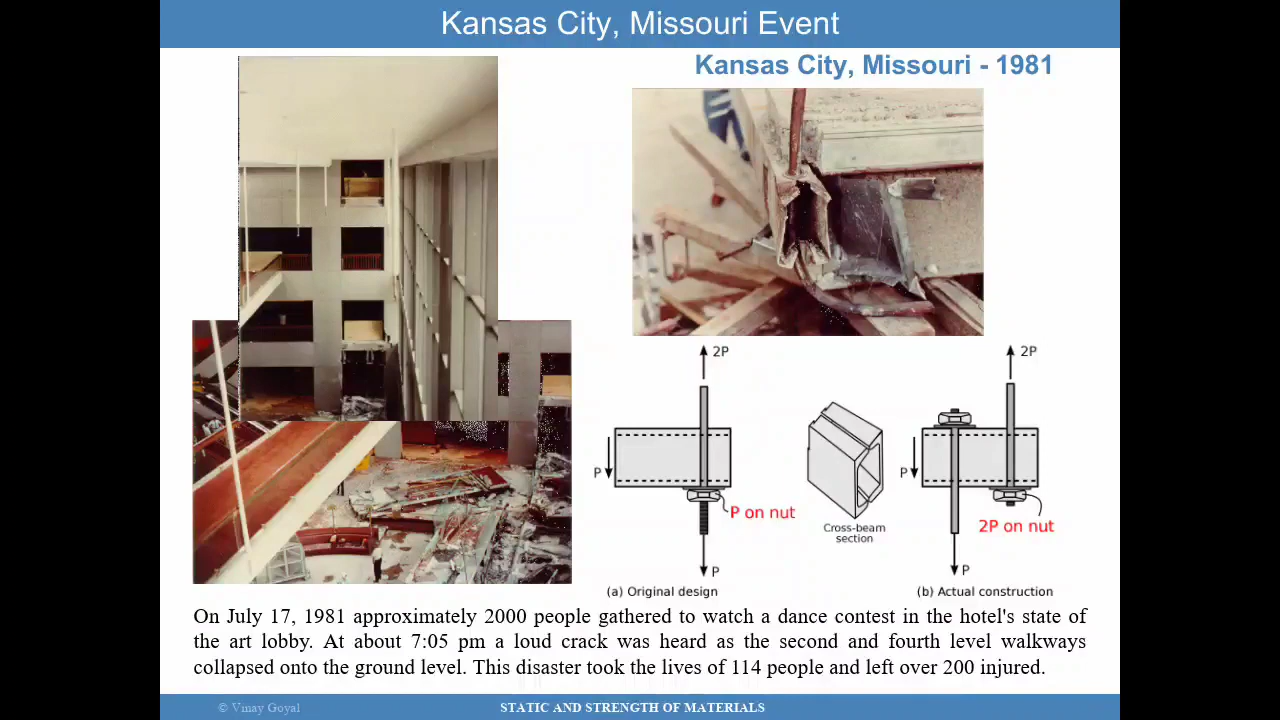 Kansas City, Missouri Event
Kansas City, Missouri - 1981
2P
P
P on nut
P
(a) Original design
Cross-beam
section
2P
P
2P on nut
P
(b) Actual construction
On July 17, 1981 approximately 2000 people gathered to watch a dance contest in the hotel's state of
the art lobby. At about 7:05 pm a loud crack was heard as the second and fourth level walkways
collapsed onto the ground level. This disaster took the lives of 114 people and left over 200 injured.
© Vinay Goyal
STATIC AND STRENGTH OF MATERIALS